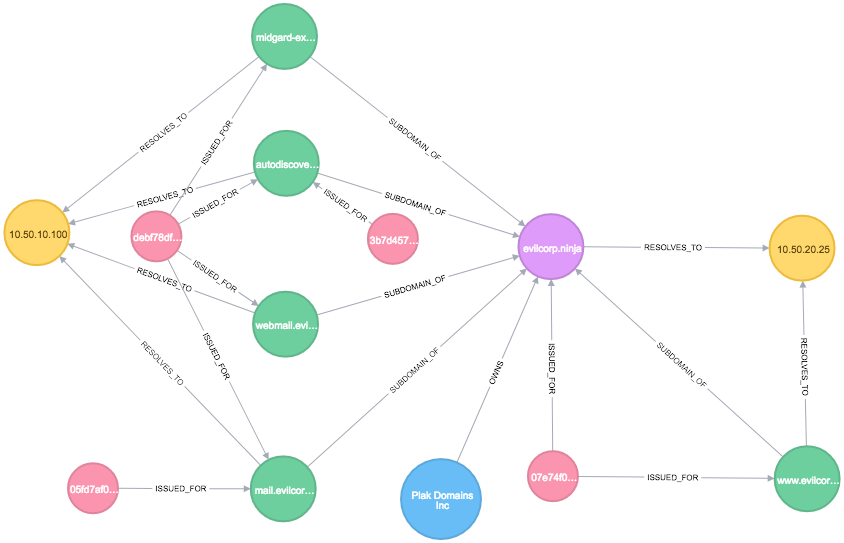 midgard-ex...
RESOLVES_TO
SUBDOMAIN_OF
ISSUED_FOR
autodiscove...
RESOLVES_TO
ISSUED_FOR
ISSUED_FOR
SUBDOMAIN_OF
10.50.10.100
debf78df...
3b7d457...
evilcorp.ninja
RESOLVES_TO
10.50.20.25
ISSUED_FOR
RESOLVES_TO
SUBDOMAIN_OF
webmail.evi...
ISSUED_FOR
RESOLVES_TO
SUBDOMAIN_OF
OWNS
ISSUED_FOR
SUBDOMAIN_OF
RESOLVES_TO
05fd7af0...
ISSUED_FOR
mail.evilcor...
Plak Domains
Inc
07e74f0...
ISSUED_FOR
www.evilcor...